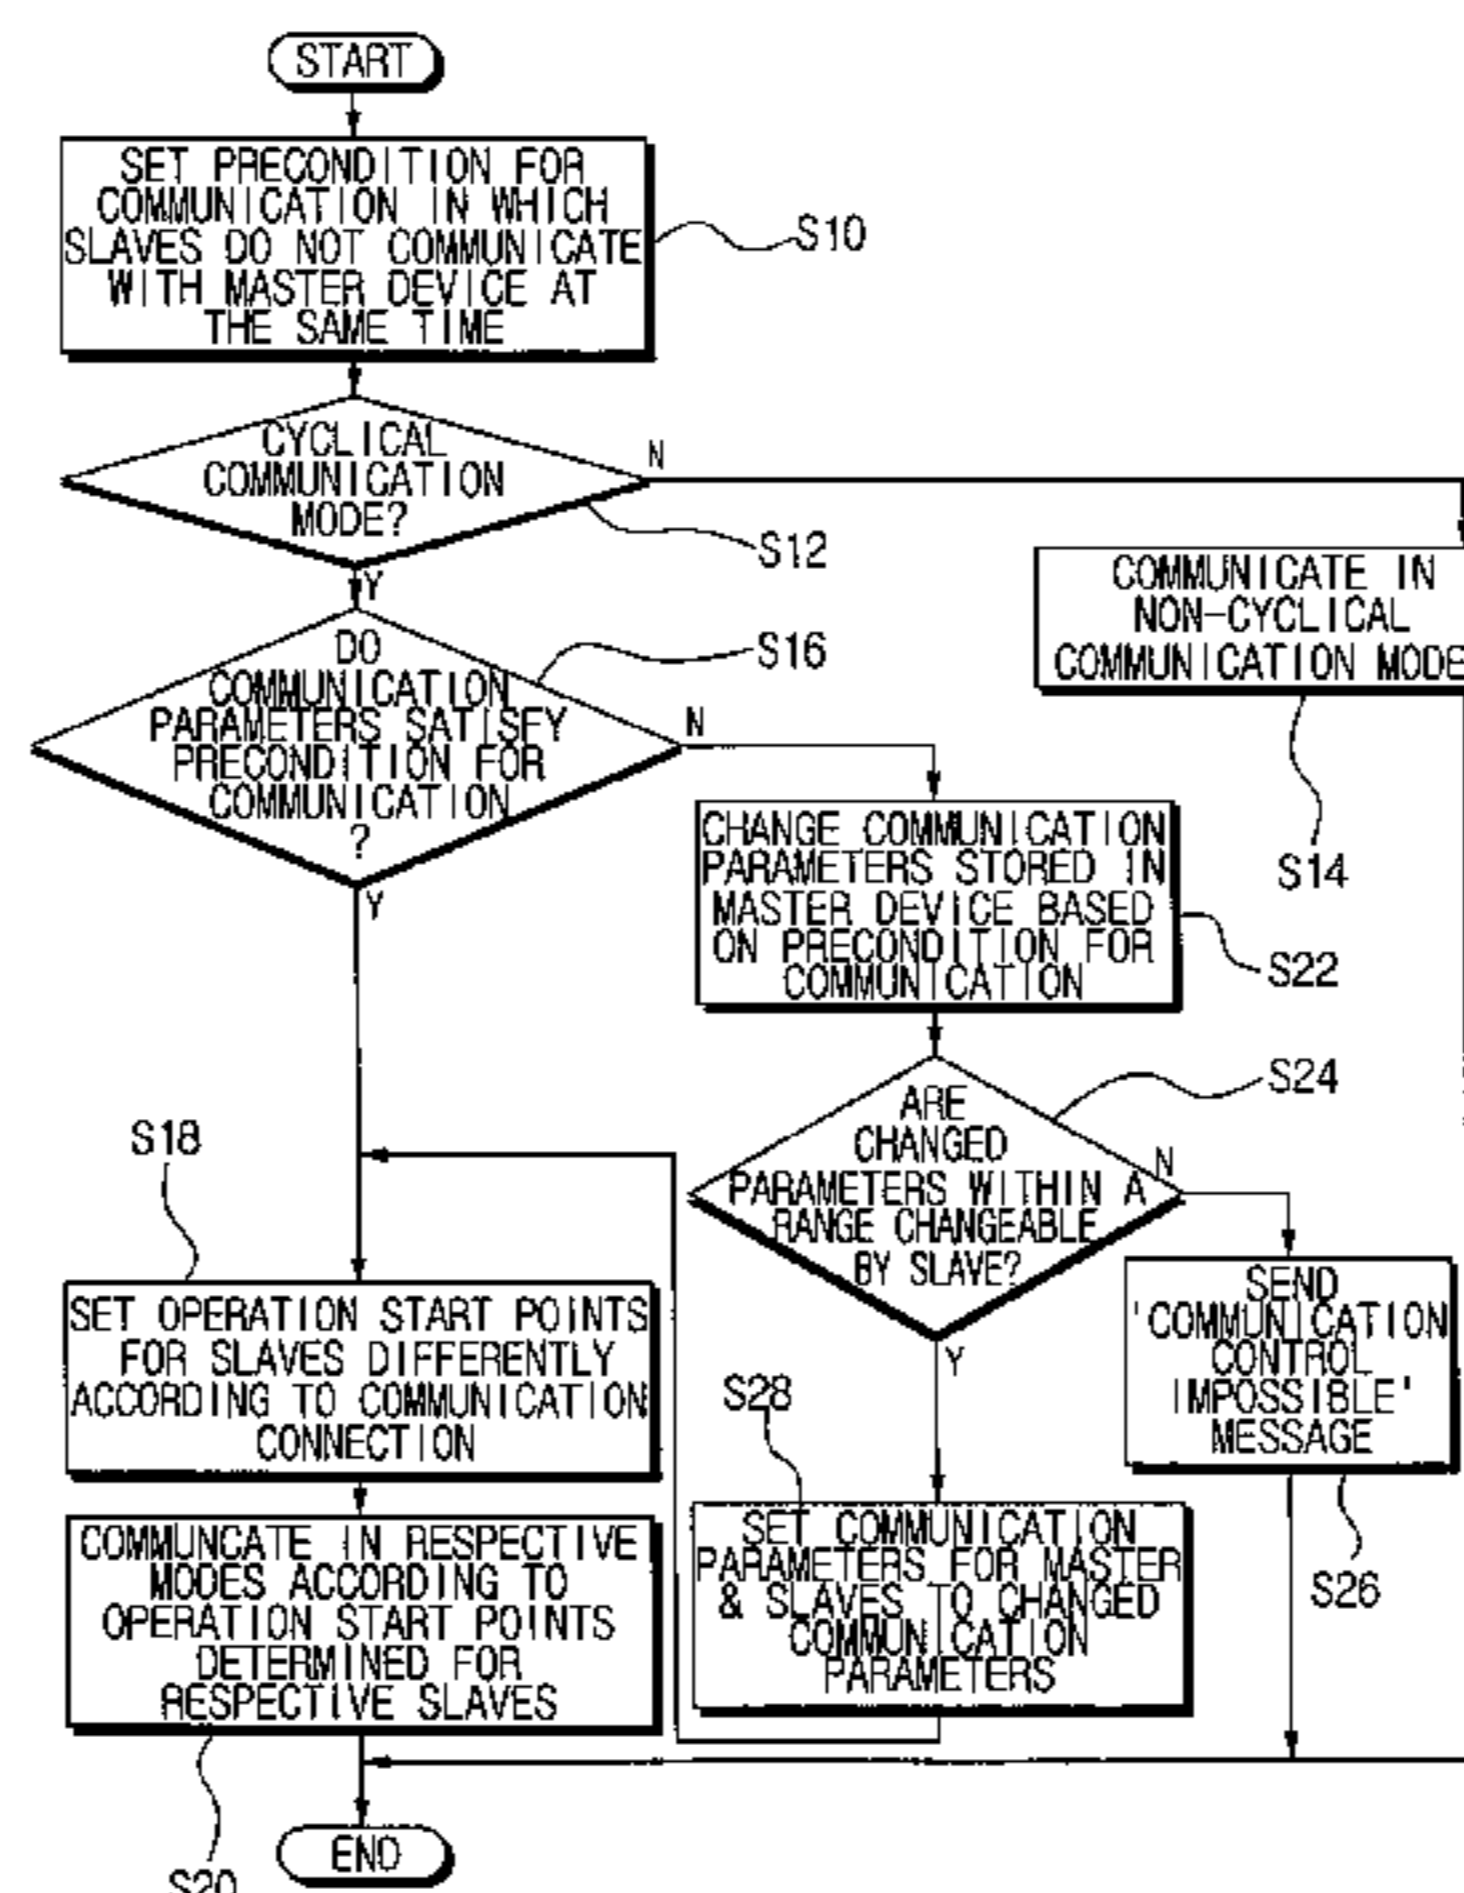 START
SET PRECONDITION FOR
COMMUNICATION IN WHICH
SLAVES DO NOT COMMUNICATE
WITH MASTER DEVICE AT
THE SAME TIME
S10
CYCLICAL
COMMUNICATION
MODE?
N
S12
Y
COMMUNICATE IN
NON-CYCLICAL
COMMUNICATION MODE
S14
DO
COMMUNICATION
PARAMETERS SATISFY
PRECONDITION FOR
COMMUNICATION
?
S16
N
Y
CHANGE COMMUNICATION
PARAMETERS STORED IN
MASTER DEVICE BASED
ON PRECONDITION FOR
COMMUNICATION
S22
ARE
CHANGED
PARAMETERS WITHIN A
RANGE CHANGEABLE
BY SLAVE?
S24
N
Y
S18
SET OPERATION START POINTS
FOR SLAVES DIFFERENTLY
ACCORDING TO COMMUNICATION
CONNECTION
SEND
'COMMUNICATION
CONTROL
IMPOSSIBLE'
MESSAGE
S26
S28
SET COMMUNICATION
PARAMETERS FOR MASTER
& SLAVES TO CHANGED
COMMUNICATION
PARAMETERS
COMMUNCATE IN RESPECTIVE
MODES ACCORDING TO
OPERATION START POINTS
DETERMINED FOR
RESPECTIVE SLAVES
S20
END